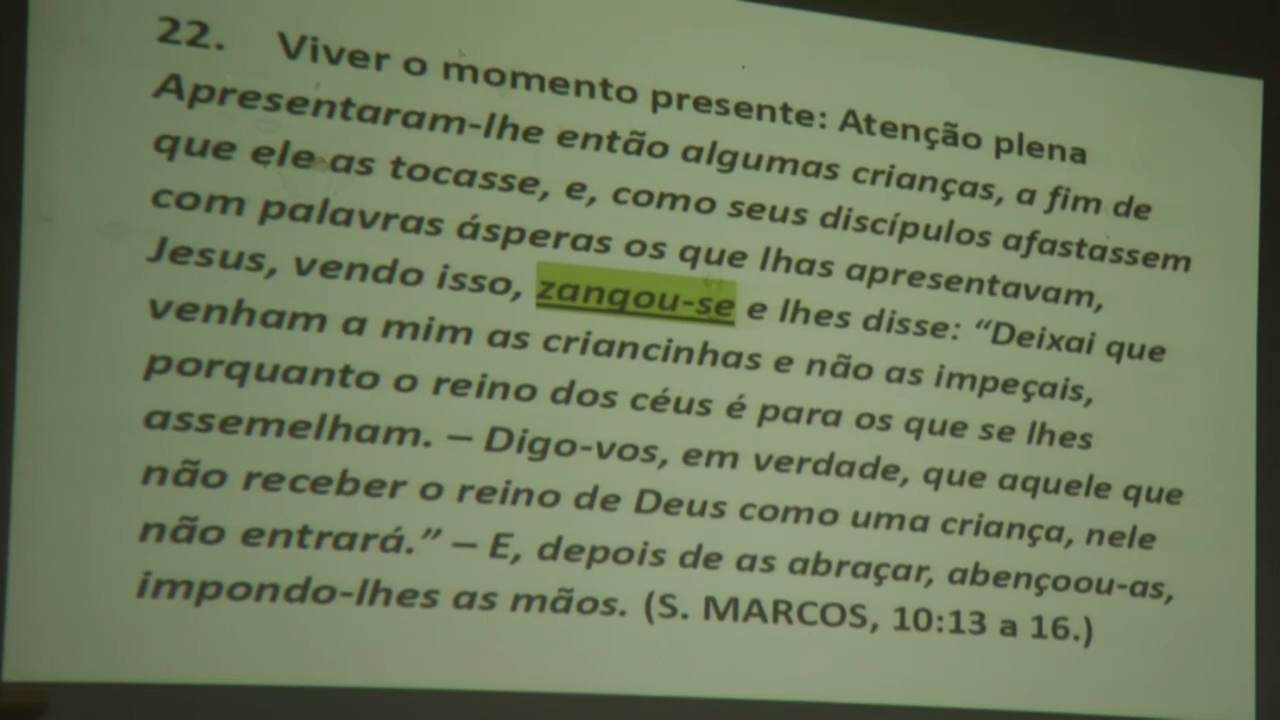 22. Viver o momento presente: Atenção plena
Apresentaram-lhe então algumas crianças, a fim de
que ele as tocasse, e, como seus discípulos afastassem
com palavras ásperas os que lhas apresentavam,
Jesus, vendo isso, zangou-se e lhes disse: “Deixai que
venham a mim as criancinhas e não as impeçais,
porquanto o reino dos céus é para os que se lhes
assemelham. – Digo-vos, em verdade, que aquele que
não receber o reino de Deus como uma criança, nele
não entrará.” – E, depois de as abraçar, abençoou-as,
impondo-lhes as mãos. (S. MARCOS, 10:13 a 16.)